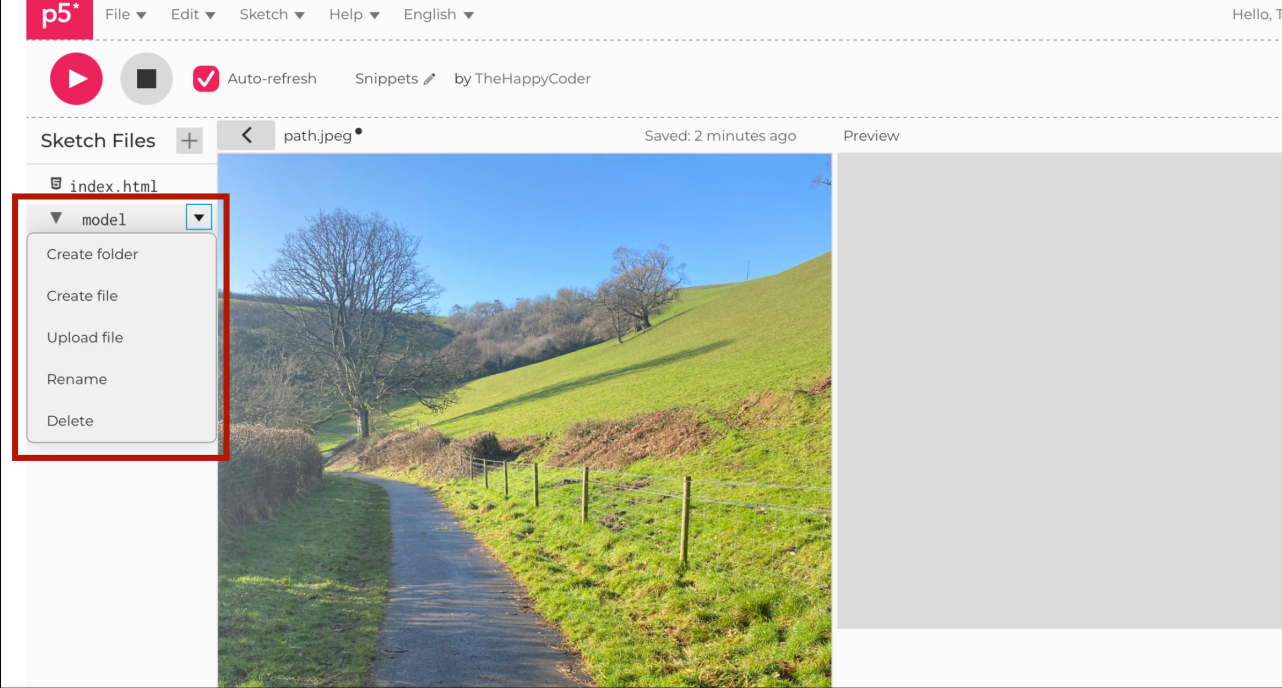 p5* File Edit Sketch Help English Hello, T
Auto-refresh Snippets by TheHappyCoder
Sketch Files path.jpeg Saved: 2 minutes ago Preview
index.html
model
Create folder
Create file
Upload file
Rename
Delete